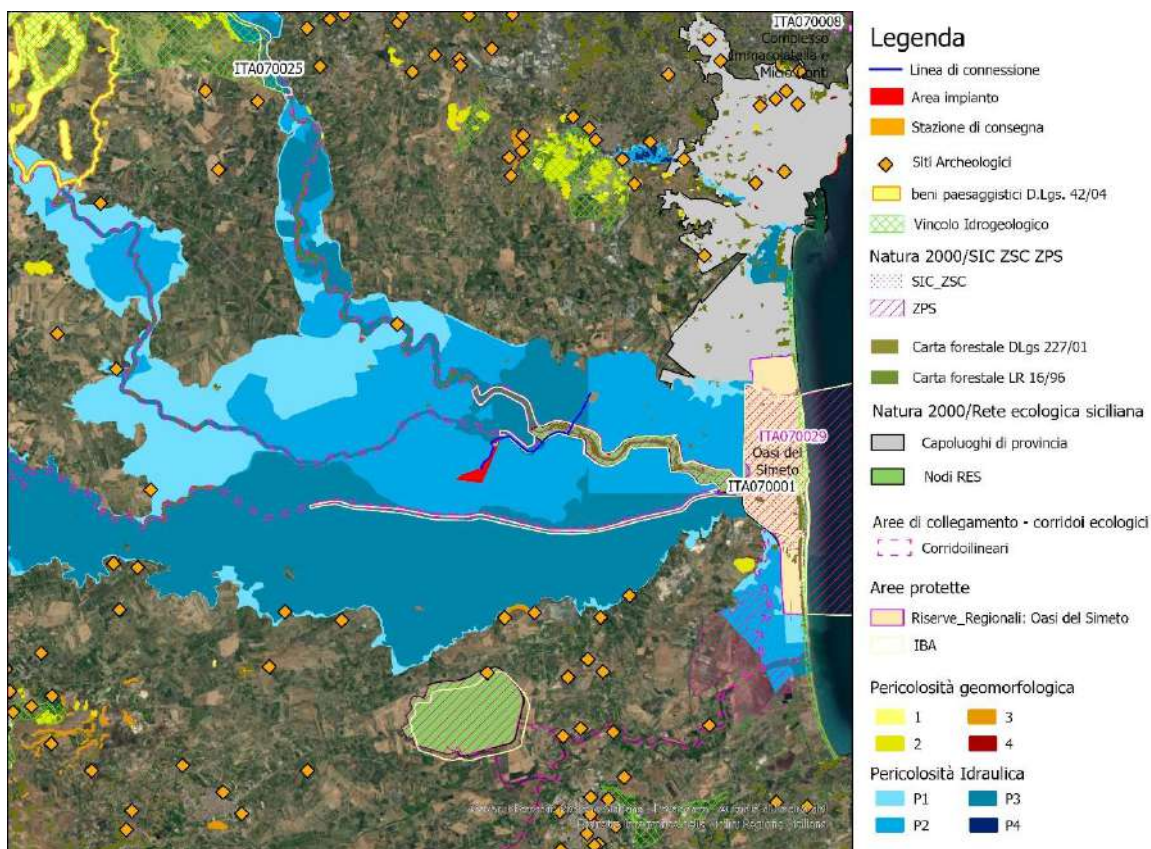 ITA070008
Complesso
Immacolatella e
Micio Conti
ITA070025
ITA070029
Oasi del
Simeto
ITA070001
Legenda
Linea di connessione
Area impianto
Stazione di consegna
Siti Archeologici
beni paesaggistici D.Lgs. 42/04
Vincolo Idrogeologico
Natura 2000/SIC ZSC ZPS
SIC_ZSC
ZPS
Carta forestale DLgs 227/01
Carta forestale LR 16/96
Natura 2000/Rete ecologica siciliana
Capoluoghi di provincia
Nodi RES
Aree di collegamento - corridoi ecologici
Corridoilineari
Aree protette
Riserve_Regionali: Oasi del Simeto
IBA
Pericolosità geomorfologica
1 3
2 4
Pericolosità Idraulica
P1 P3
P2 P4